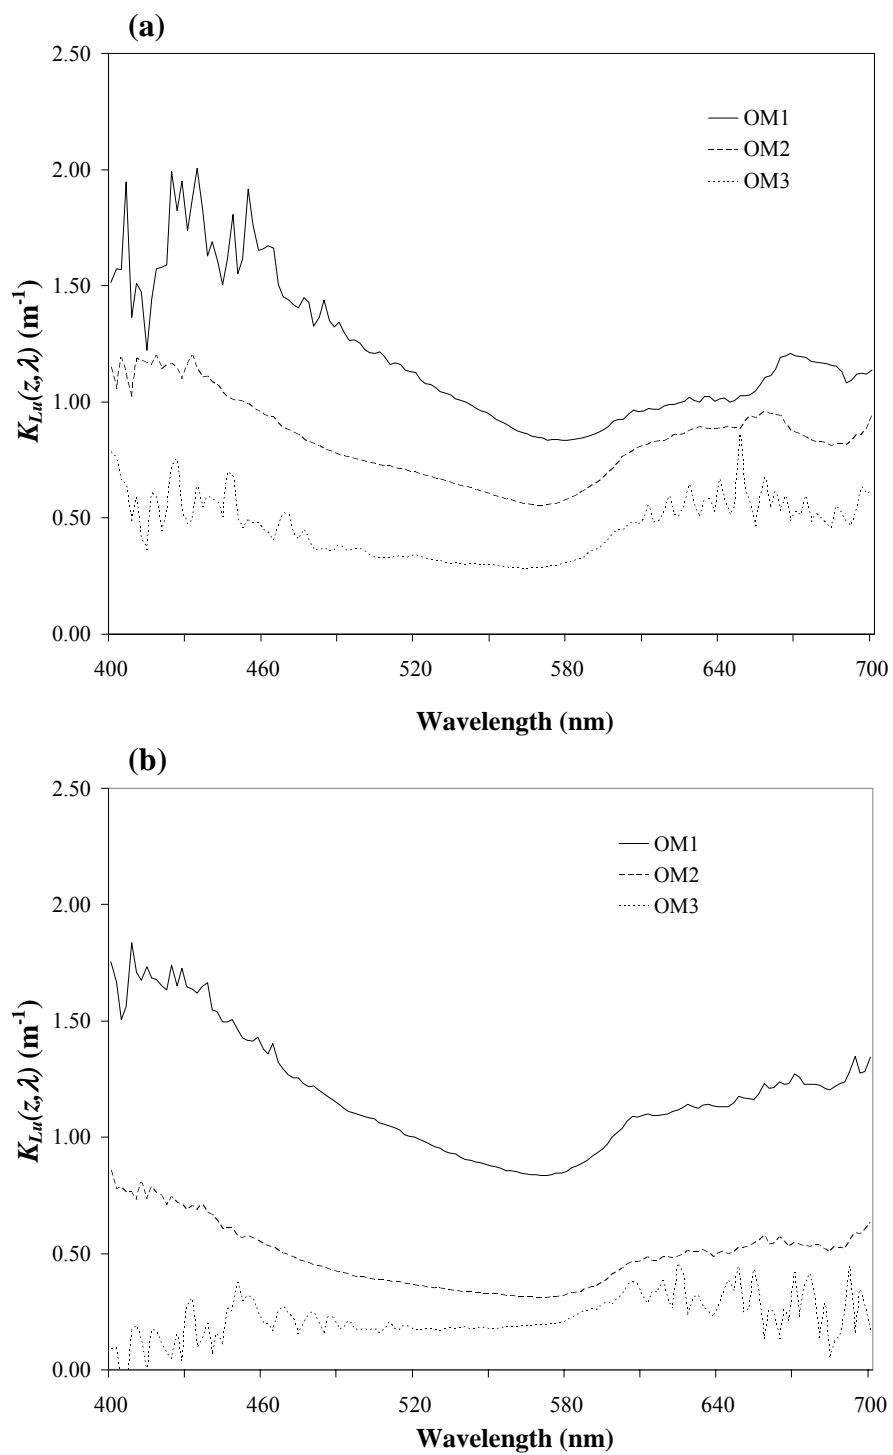 (a)
2.50
2.00
1.50
1.00
0.50
0.00
K_Lu(z,λ) (m⁻¹)
OM1
OM2
OM3
400 460 520 580 640 700
Wavelength (nm)
(b)
2.50
2.00
1.50
1.00
0.50
0.00
K_Lu(z,λ) (m⁻¹)
OM1
OM2
OM3
400 460 520 580 640 700
Wavelength (nm)